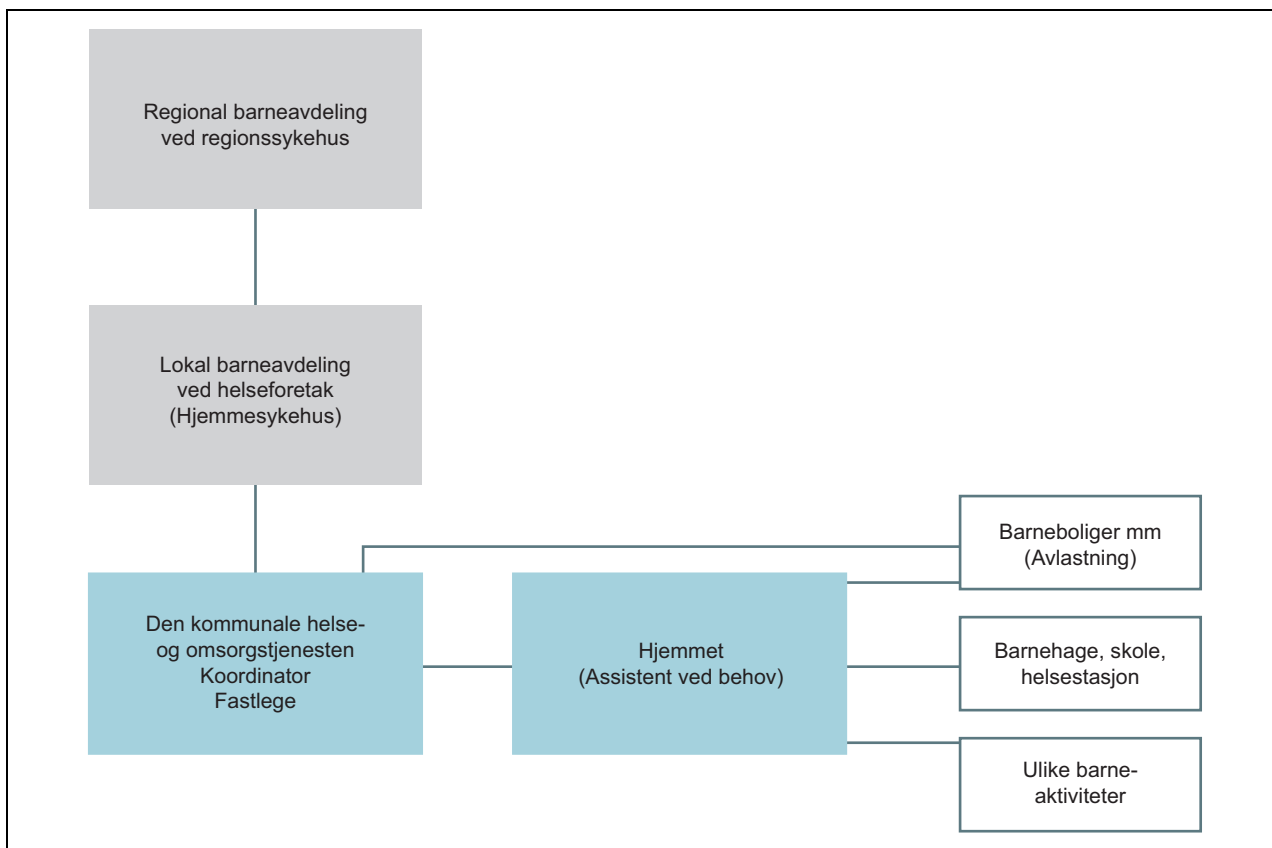 Regional barneavdeling
ved regionssykehus
Lokal barneavdeling
ved helseforetak
(Hjemmesykehus)
Den kommunale helse-
og omsorgstjenesten
Koordinator
Fastlege
Hjemmet
(Assistent ved behov)
Barneboliger mm
(Avlastning)
Barnehage, skole,
helsestasjon
Ulike barne-
aktiviteter